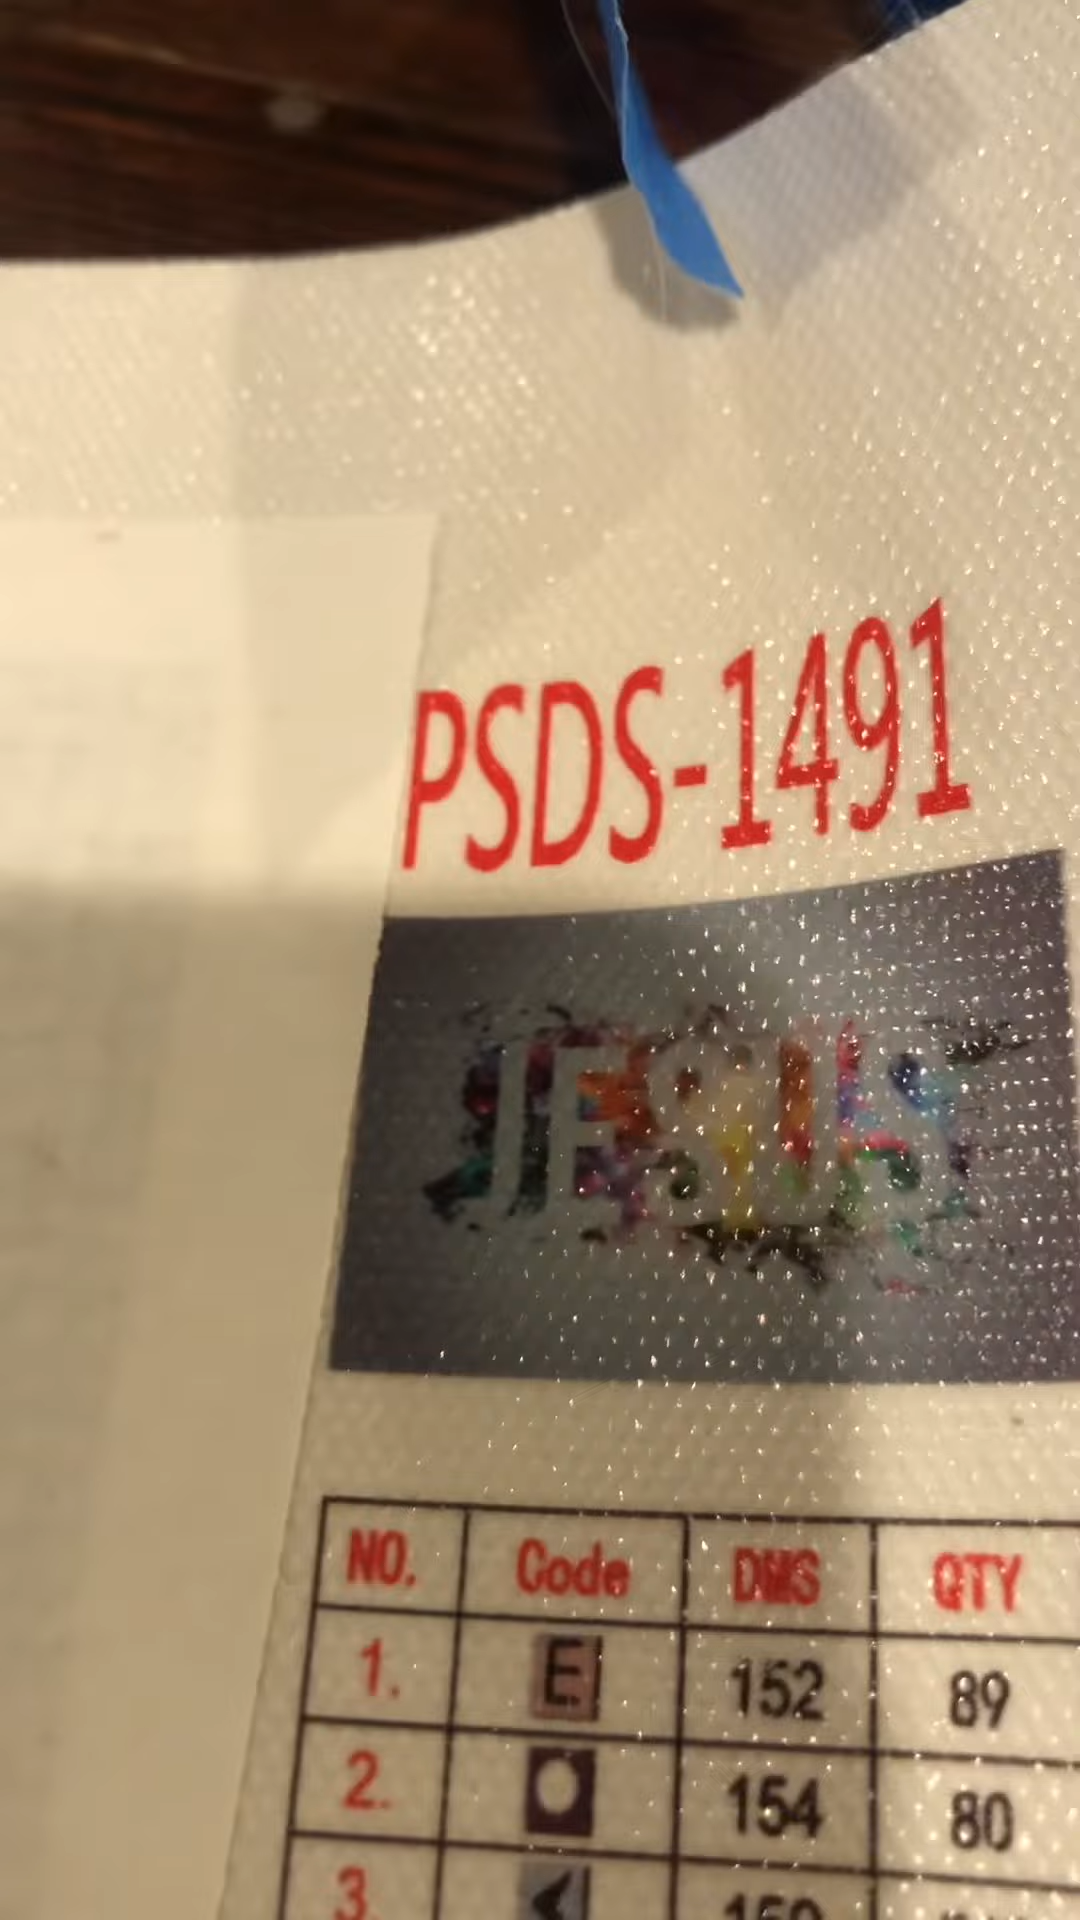 PSDS-1491
JESUS
NO. Code DMS QTY
1. E 152 89
2. 154 80
3.